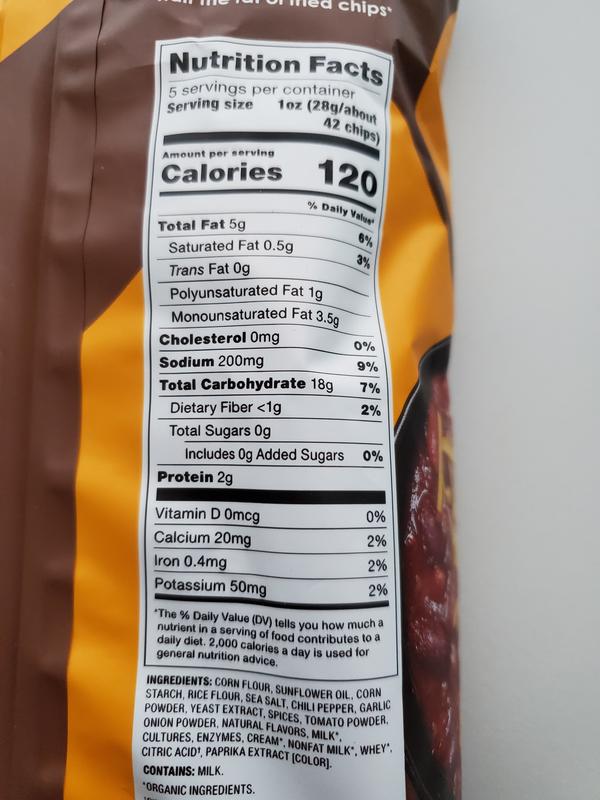 fat of fried chips*
Nutrition Facts
5 servings per container
Serving size 1oz (28g/about
42 chips)
Amount per serving
Calories 120
% Daily Value*
Total Fat 5g 6%
Saturated Fat 0.5g 3%
Trans Fat 0g
Polyunsaturated Fat 1g
Monounsaturated Fat 3.5g
Cholesterol 0mg 0%
Sodium 200mg 9%
Total Carbohydrate 18g 7%
Dietary Fiber <1g 2%
Total Sugars 0g
Includes 0g Added Sugars 0%
Protein 2g
Vitamin D 0mcg 0%
Calcium 20mg 2%
Iron 0.4mg 2%
Potassium 50mg 2%
*The % Daily Value (DV) tells you how much a
nutrient in a serving of food contributes to a
daily diet. 2,000 calories a day is used for
general nutrition advice.
INGREDIENTS: CORN FLOUR, SUNFLOWER OIL, CORN
STARCH, RICE FLOUR, SEA SALT, CHILI PEPPER, GARLIC
POWDER, YEAST EXTRACT, SPICES, TOMATO POWDER,
ONION POWDER, NATURAL FLAVORS, MILK*,
CULTURES, ENZYMES, CREAM*, NONFAT MILK*, WHEY*,
CITRIC ACID†, PAPRIKA EXTRACT [COLOR].
CONTAINS: MILK.
*ORGANIC INGREDIENTS.